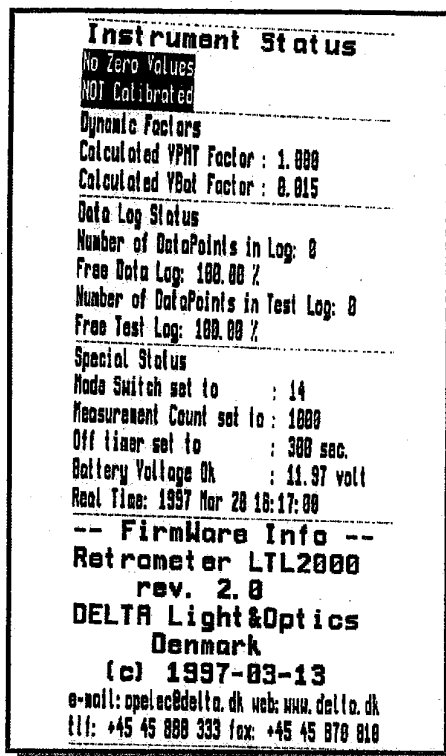 Instrument Status
No Zero Values
NOT Calibrated
Dynamic Factors
Calculated VPMT Factor : 1.000
Calculated VBat Factor : 0.015
Data Log Status
Number of DataPoints in Log: 0
Free Data Log: 100.00 %
Number of DataPoints in Test Log: 0
Free Test Log: 100.00 %
Special Status
Mode Switch set to : 14
Measurement Count set to : 1000
Off timer set to : 300 sec.
Battery Voltage Ok : 11.97 volt
Real Time: 1997 Mar 20 16:17:00
-- FirmWare Info --
Retrometer LTL2000
rev. 2.0
DELTA Light&Optics
Denmark
(c) 1997-03-13
e-mail: opelec@delta.dk web: www.delta.dk
tlf: +45 45 888 333 fax: +45 45 870 810